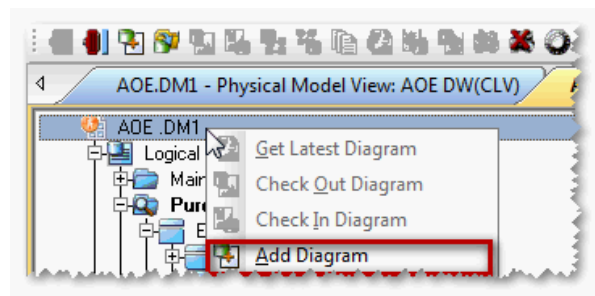 AOE.DM1 - Physical Model View: AOE DW(CLV)
AOE .DM1
Logical
Get Latest Diagram
Main
Check Out Diagram
Check In Diagram
E
Add Diagram